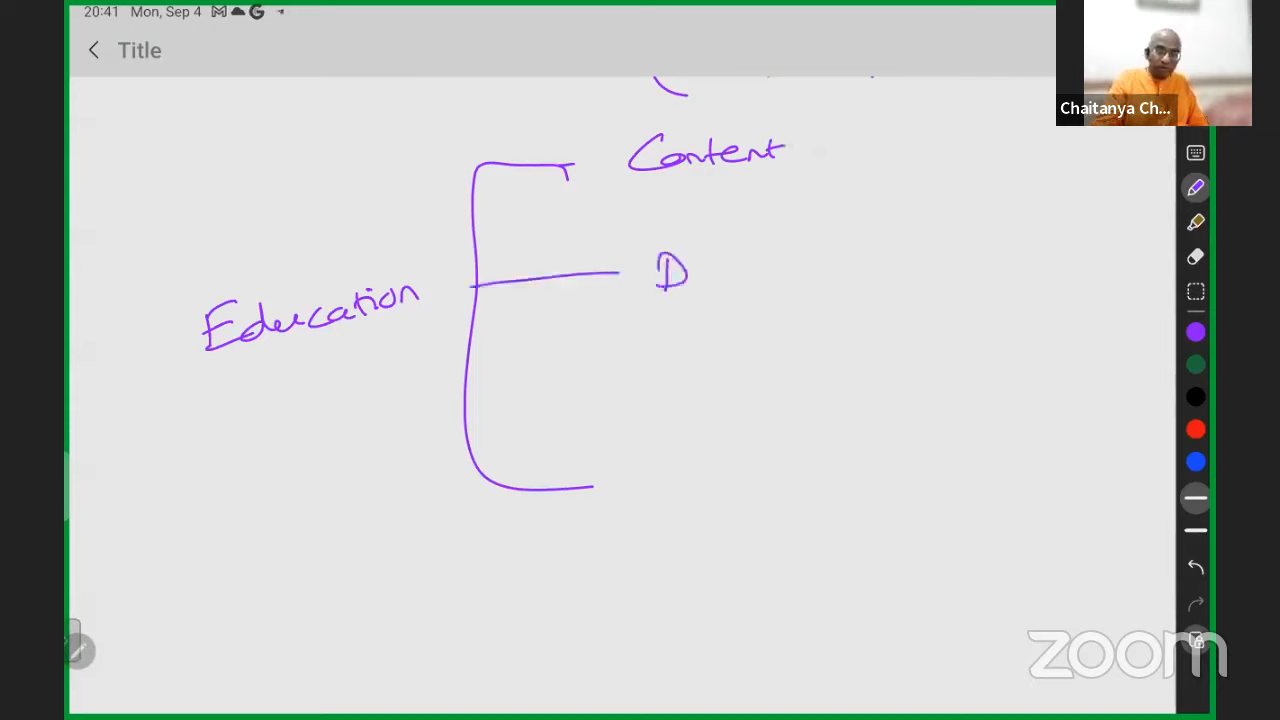 20:41 Mon, Sep 4 M G
Title
Chaitanya Ch...
Content
D
Education
zoom